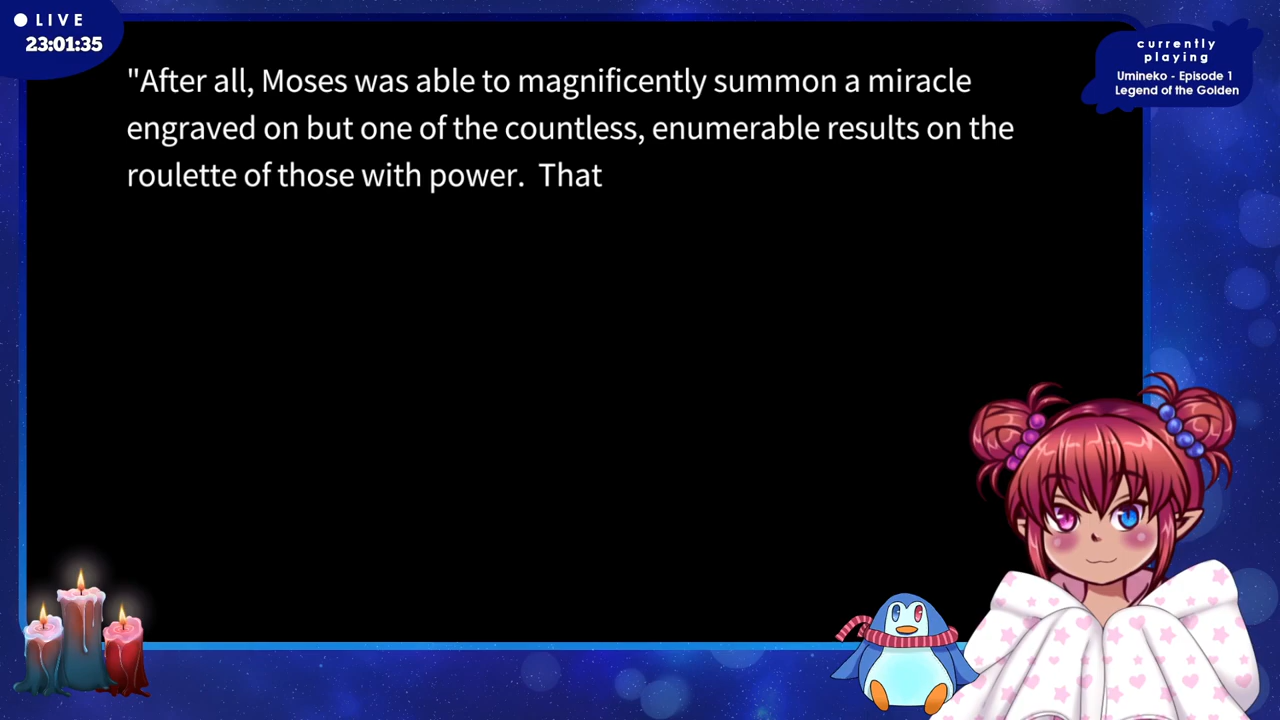 LIVE
23:01:35
currently
playing
Umineko - Episode 1
Legend of the Golden
"After all, Moses was able to magnificently summon a miracle
engraved on but one of the countless, enumerable results on the
roulette of those with power.  That